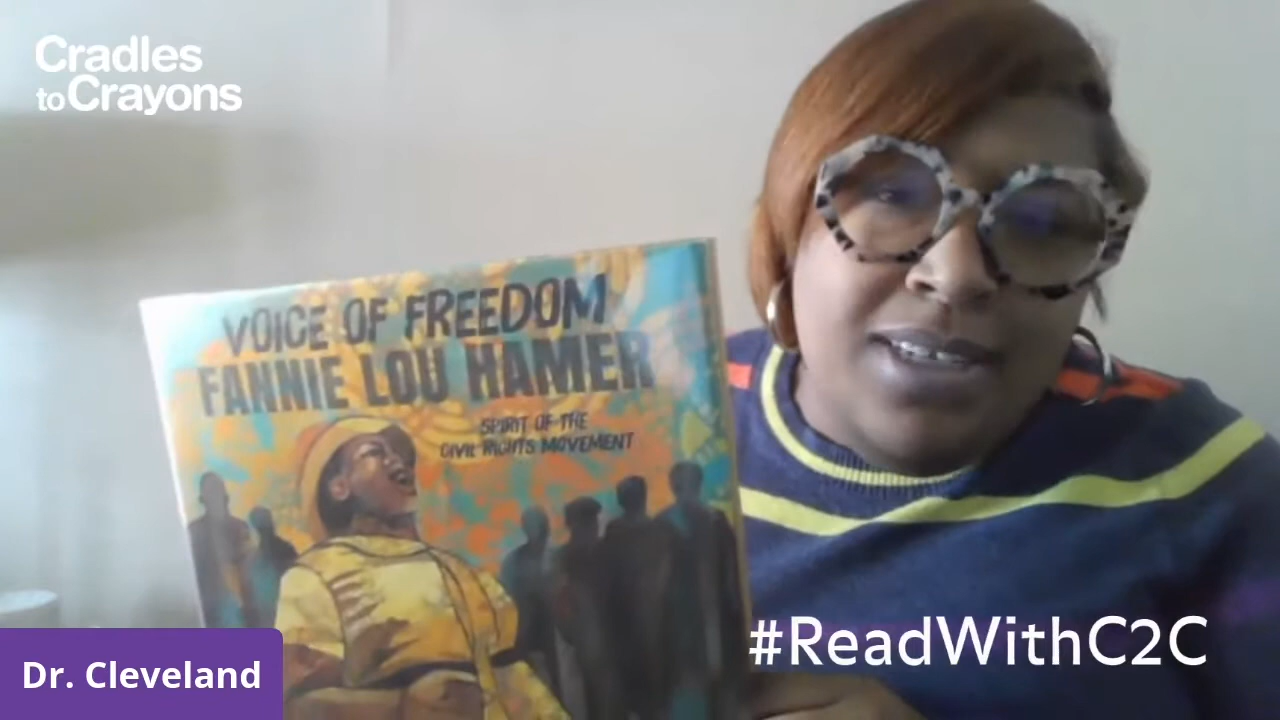 Cradles
to Crayons
VOICE OF FREEDOM
FANNIE LOU HAMER
SPIRIT OF THE
CIVIL RIGHTS MOVEMENT
#ReadWithC2C
Dr. Cleveland